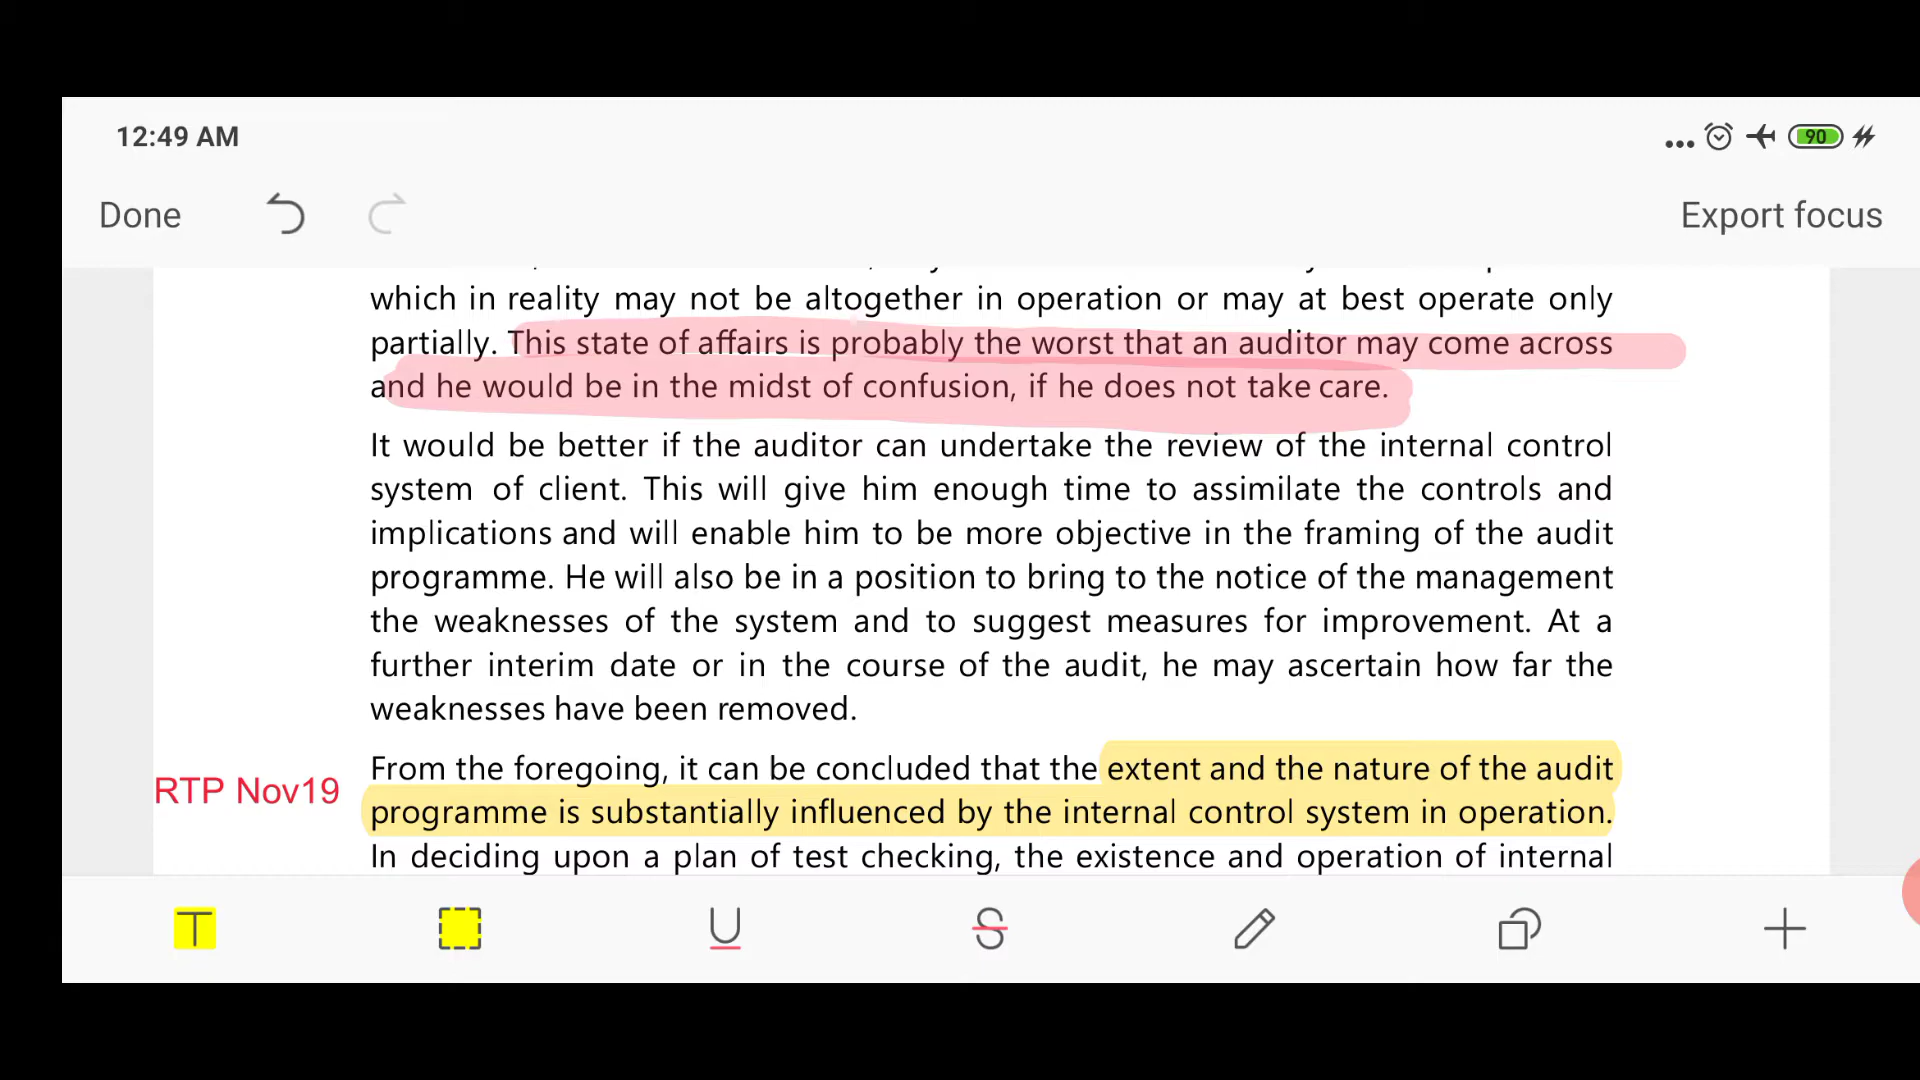 12:49 AM
90
Done
Export focus
which in reality may not be altogether in operation or may at best operate only
partially. This state of affairs is probably the worst that an auditor may come across
and he would be in the midst of confusion, if he does not take care.
It would be better if the auditor can undertake the review of the internal control
system of client. This will give him enough time to assimilate the controls and
implications and will enable him to be more objective in the framing of the audit
programme. He will also be in a position to bring to the notice of the management
the weaknesses of the system and to suggest measures for improvement. At a
further interim date or in the course of the audit, he may ascertain how far the
weaknesses have been removed.
RTP Nov19
From the foregoing, it can be concluded that the extent and the nature of the audit
programme is substantially influenced by the internal control system in operation.
In deciding upon a plan of test checking, the existence and operation of internal
T
U
S